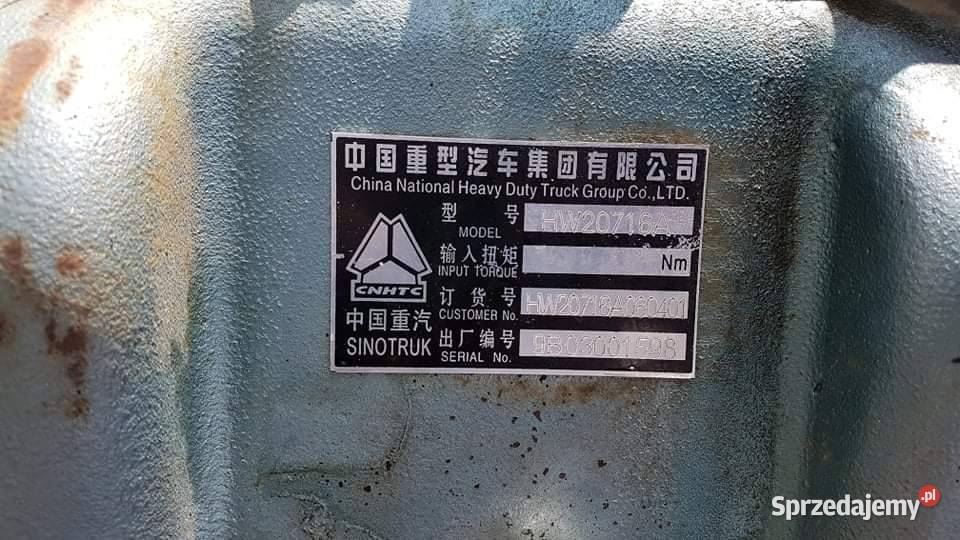 中国重型汽车集团有限公司
China National Heavy Duty Truck Group Co.,LTD.
型 号 HW20716A
MODEL
输入扭矩 Nm
INPUT TORQUE
CNHTC
订 货 号 HW20716A060401
CUSTOMER No.
中国重汽 出厂编号 9B03001598
SINOTRUK SERIAL No.
Sprzedajemy.pl